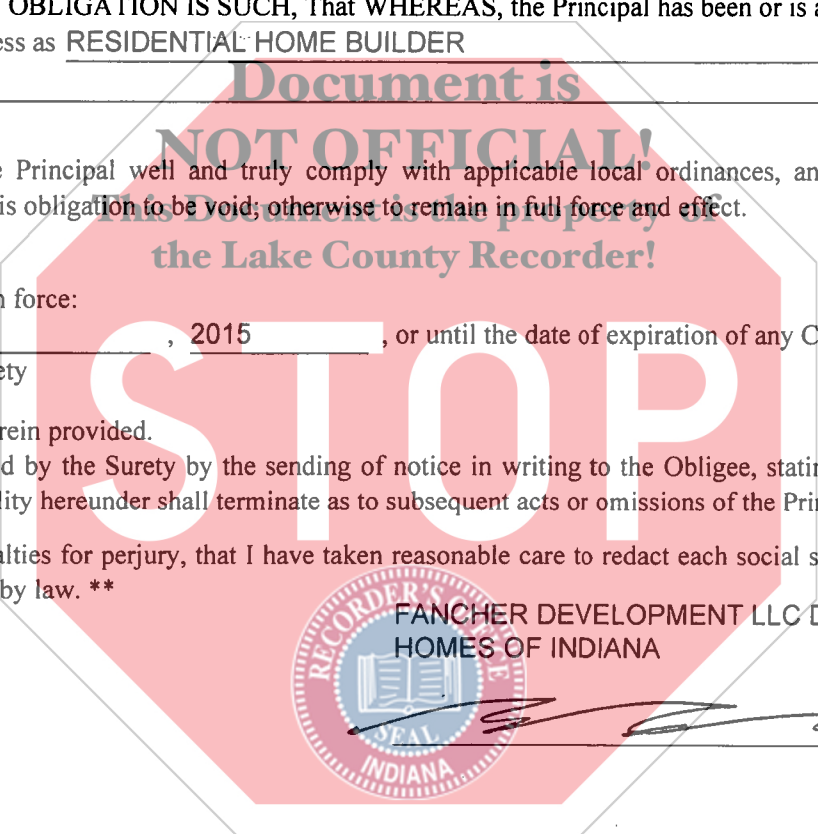 OBLIGATION IS SUCH, That WHEREAS, the Principal has been or is a
ess as RESIDENTIAL HOME BUILDER
Document is
NOT OFFICIAL!
e Principal well and truly comply with applicable local ordinances, an
is obligation to be void; otherwise to remain in full force and effect.
This Document is the property of
the Lake County Recorder!
n force:
, 2015 , or until the date of expiration of any C
ety
STOP
rein provided.
d by the Surety by the sending of notice in writing to the Obligee, statin
lity hereunder shall terminate as to subsequent acts or omissions of the Prin
alties for perjury, that I have taken reasonable care to redact each social s
by law. **
FANCHER DEVELOPMENT LLC D
HOMES OF INDIANA
RECORDER'S OFFICE
SEAL
INDIANA